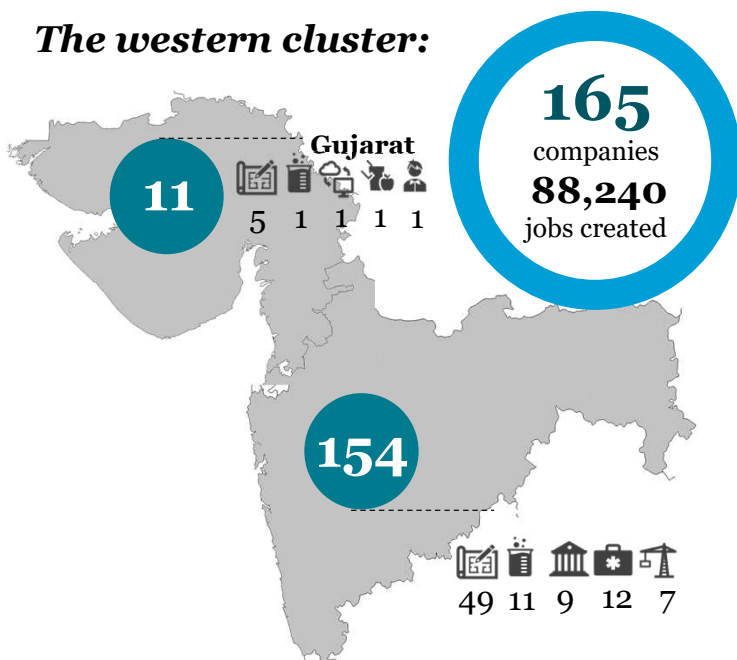 The western cluster:
165
companies
88,240
jobs created
Gujarat
11
5 1 1 1 1
154
49 11 9 12 7